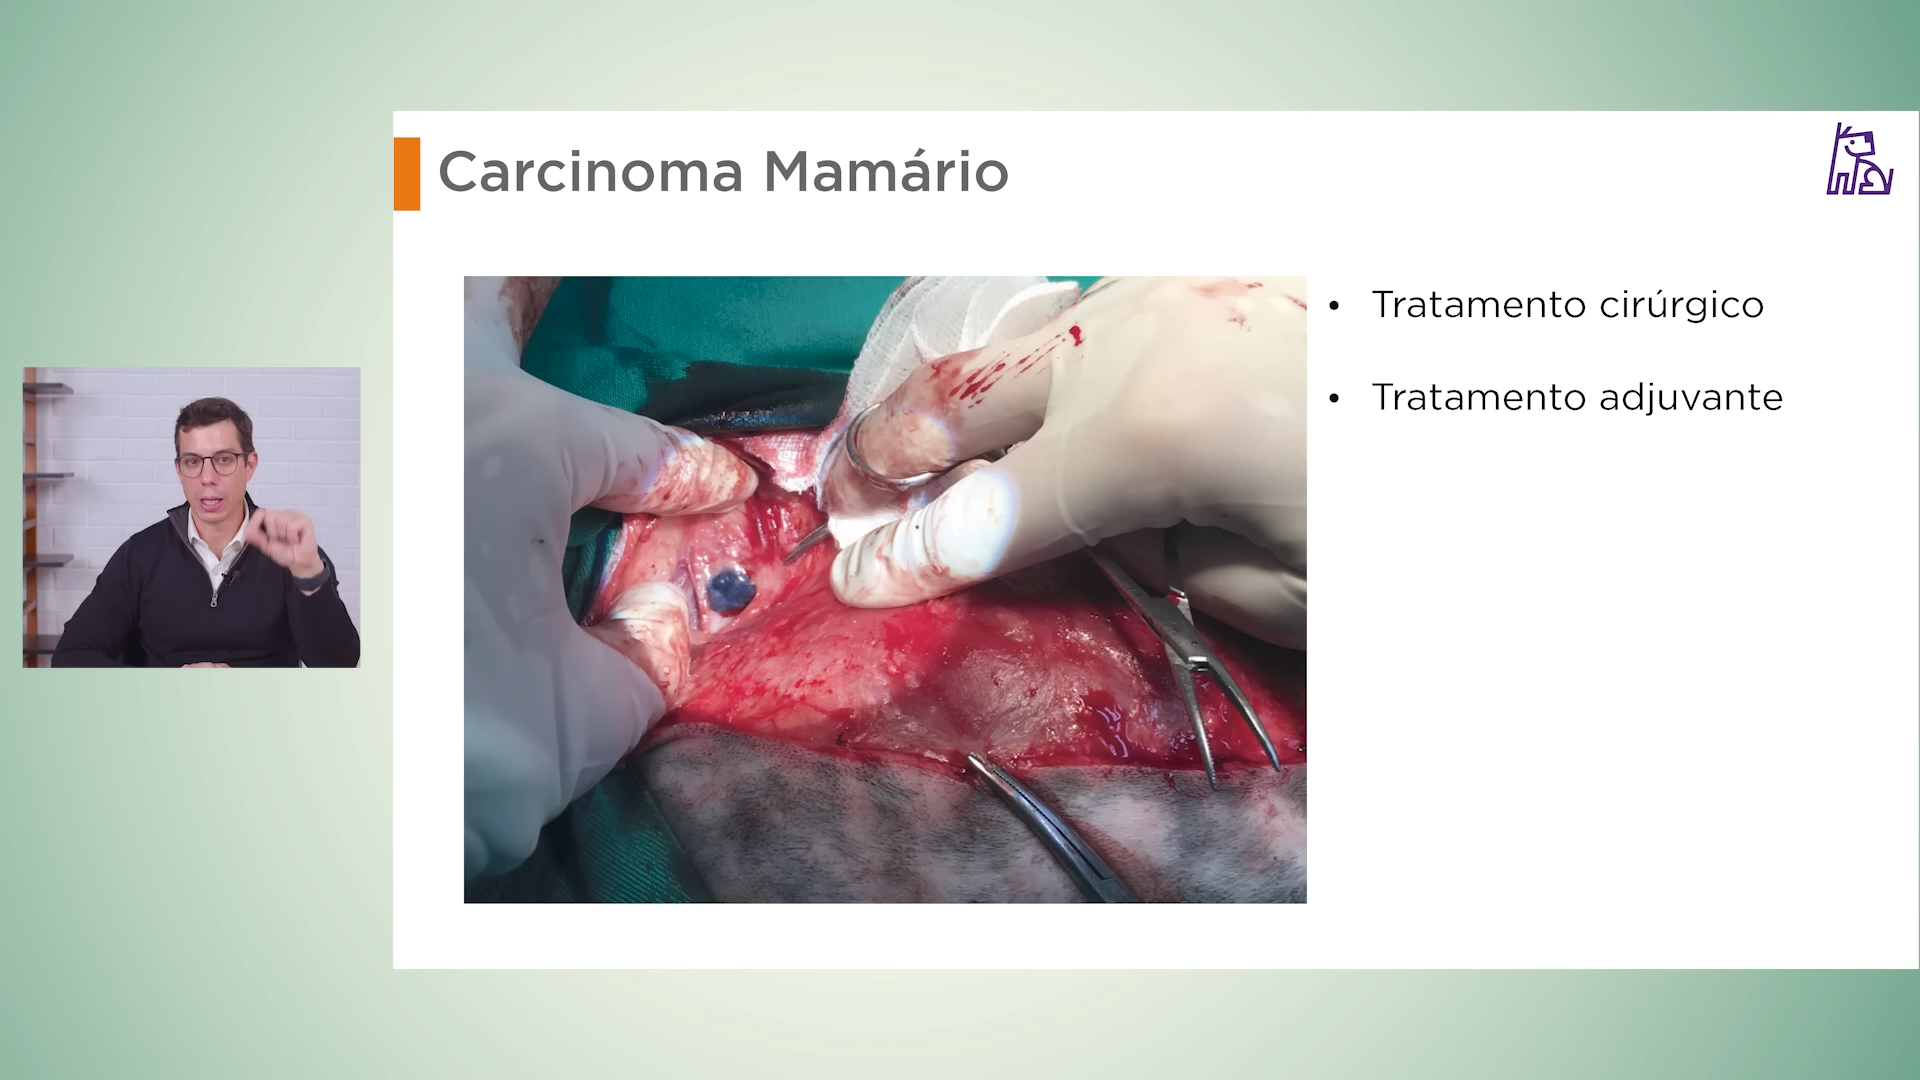 Carcinoma Mamário
• Tratamento cirúrgico
• Tratamento adjuvante